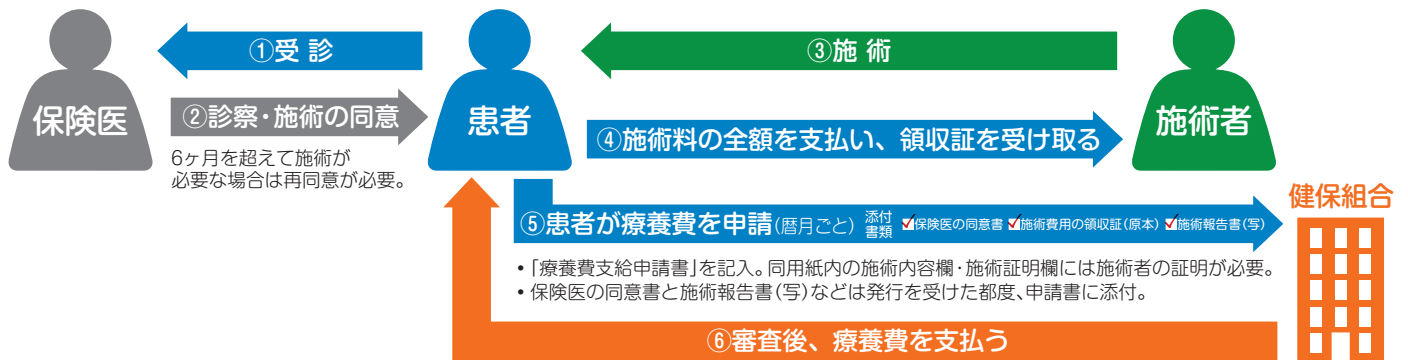 ①受 診
③施 術
保険医
②診察・施術の同意
患者
④施術料の全額を支払い、領収証を受け取る
施術者
6ヶ月を超えて施術が
必要な場合は再同意が必要。
健保組合
⑤患者が療養費を申請(暦月ごと) 添付書類 保険医の同意書 施術費用の領収証(原本) 施術報告書(写)
•「療養費支給申請書」を記入。同用紙内の施術内容欄・施術証明欄には施術者の証明が必要。
•保険医の同意書と施術報告書(写)などは発行を受けた都度、申請書に添付。
⑥審査後、療養費を支払う